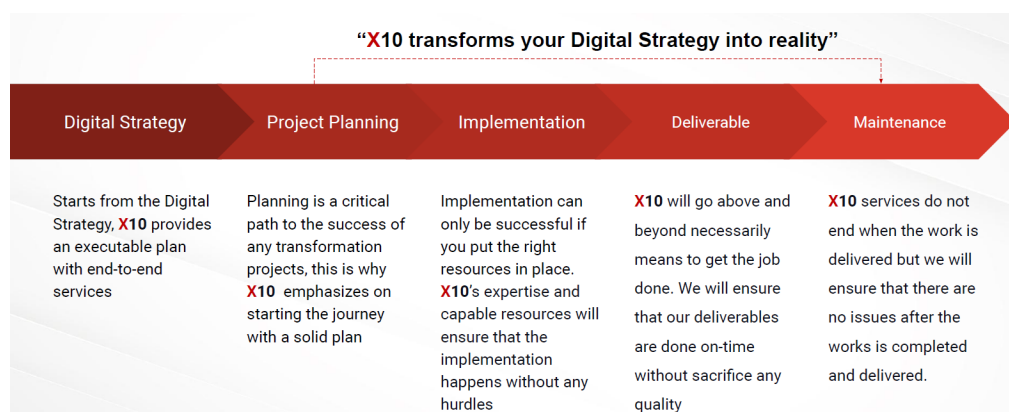 “X10 transforms your Digital Strategy into reality”
Digital Strategy
Project Planning
Implementation
Deliverable
Maintenance
Starts from the Digital
Strategy, X10 provides
an executable plan
with end-to-end
services
Planning is a critical
path to the success of
any transformation
projects, this is why
X10 emphasizes on
starting the journey
with a solid plan
Implementation can
only be successful if
you put the right
resources in place.
X10’s expertise and
capable resources will
ensure that the
implementation
happens without any
hurdles
X10 will go above and
beyond necessarily
means to get the job
done. We will ensure
that our deliverables
are done on-time
without sacrifice any
quality
X10 services do not
end when the work is
delivered but we will
ensure that there are
no issues after the
works is completed
and delivered.